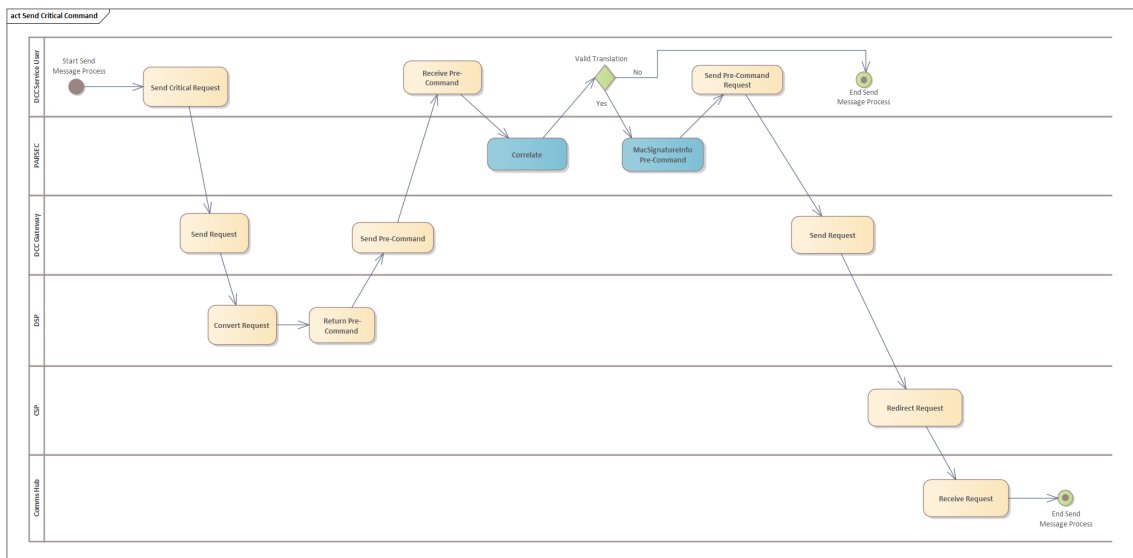 act Send Critical Command
DCC Service User
Start Send
Message Process
Send Critical Request
Receive Pre-
Command
Valid Translation
No
Yes
Send Pre-Command
Request
End Send
Message Process
PARSEC
Correlate
MacSignatureInfo
Pre-Command
DCC Gateway
Send Request
Send Pre-Command
Send Request
DSP
Convert Request
Return Pre-
Command
CSP
Redirect Request
Comms Hub
Receive Request
End Send
Message Process